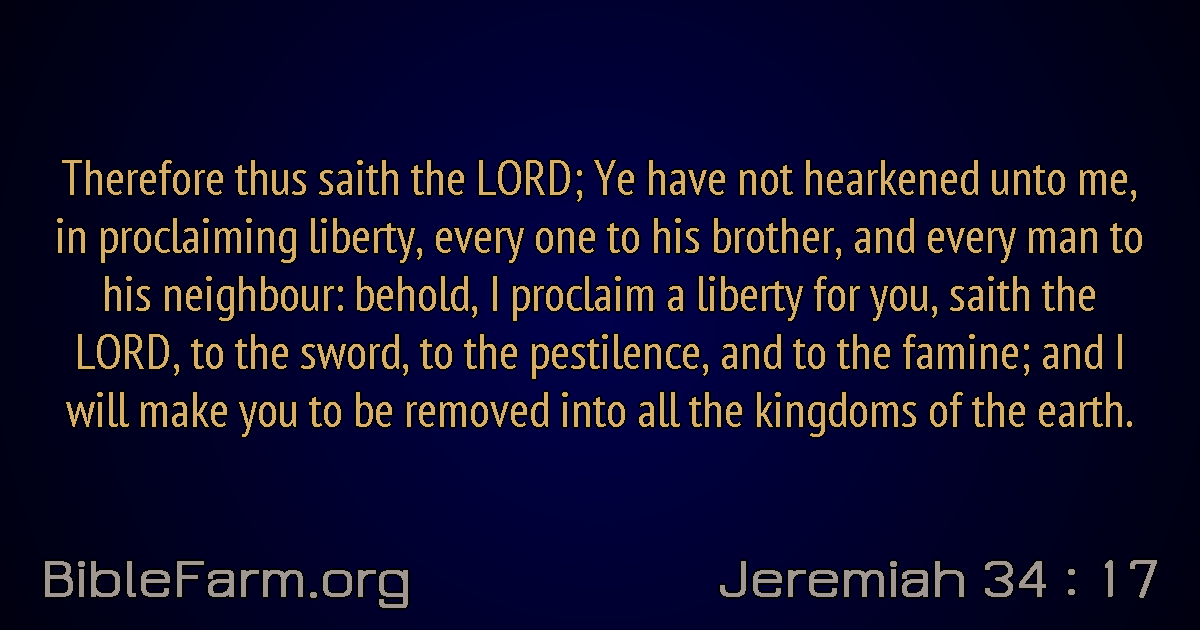 Therefore thus saith the LORD; Ye have not hearkened unto me,
in proclaiming liberty, every one to his brother, and every man to
his neighbour: behold, I proclaim a liberty for you, saith the
LORD, to the sword, to the pestilence, and to the famine; and I
will make you to be removed into all the kingdoms of the earth.
BibleFarm.org
Jeremiah 34 : 17